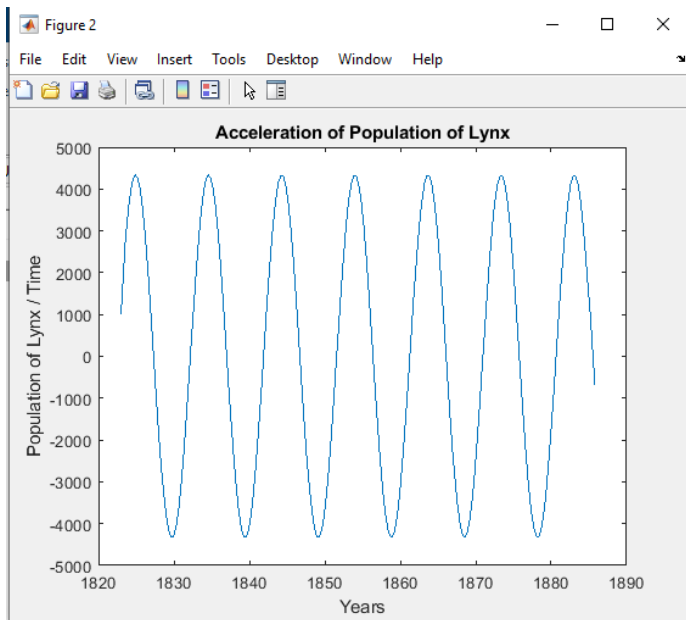 Figure 2
File Edit View Insert Tools Desktop Window Help
Acceleration of Population of Lynx
5000
4000
3000
2000
1000
0
-1000
-2000
-3000
-4000
-5000
Population of Lynx / Time
1820 1830 1840 1850 1860 1870 1880 1890
Years